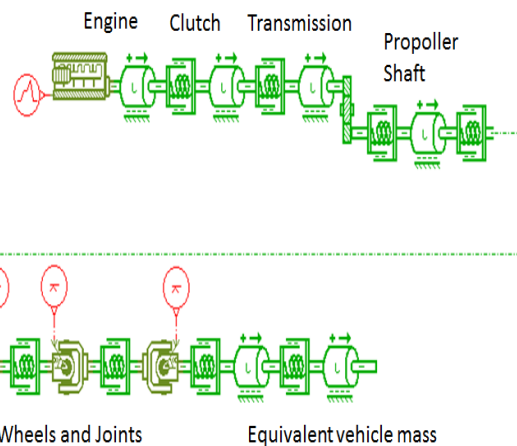 Engine
Clutch
Transmission
Propoller
Shaft
Wheels and Joints
Equivalent vehicle mass